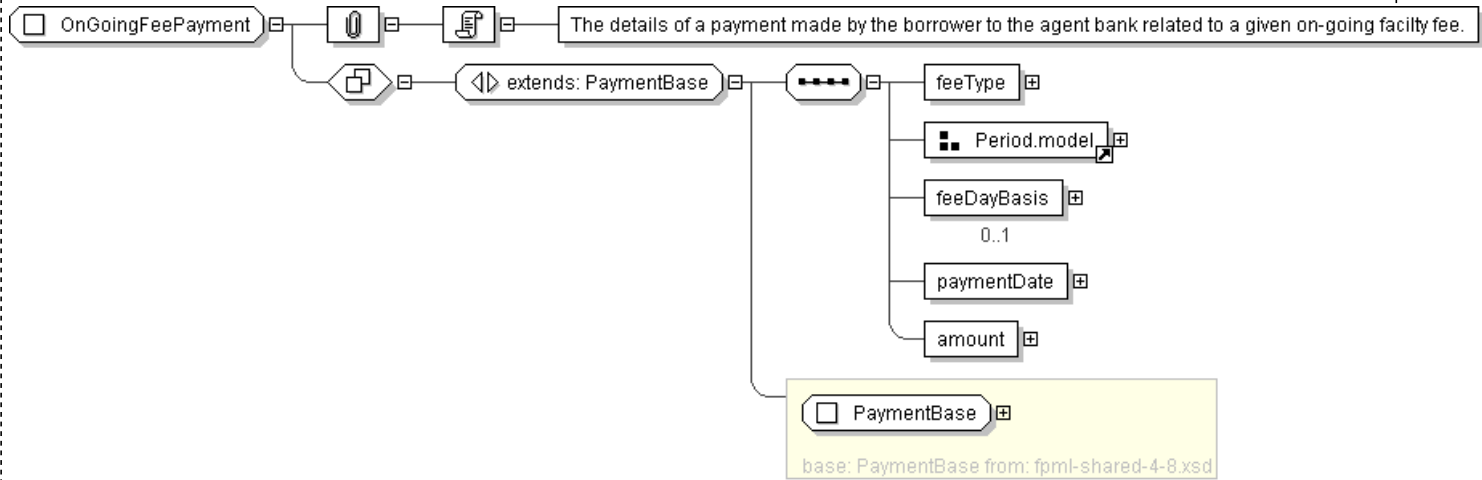 OnGoingFeePayment
The details of a payment made by the borrower to the agent bank related to a given on-going facilty fee.
extends: PaymentBase
feeType
Period.model
feeDayBasis
0..1
paymentDate
amount
PaymentBase
base: PaymentBase from: fpml-shared-4-8.xsd